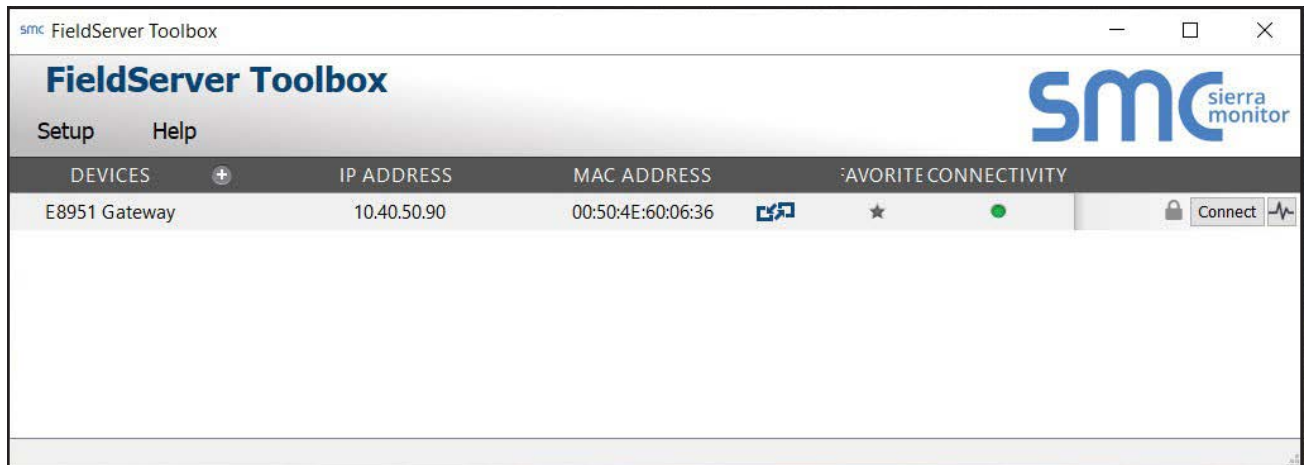 smc FieldServer Toolbox
FieldServer Toolbox
smc sierra monitor
Setup Help
DEVICES IP ADDRESS MAC ADDRESS FAVORITE CONNECTIVITY
E8951 Gateway 10.40.50.90 00:50:4E:60:06:36 Connect